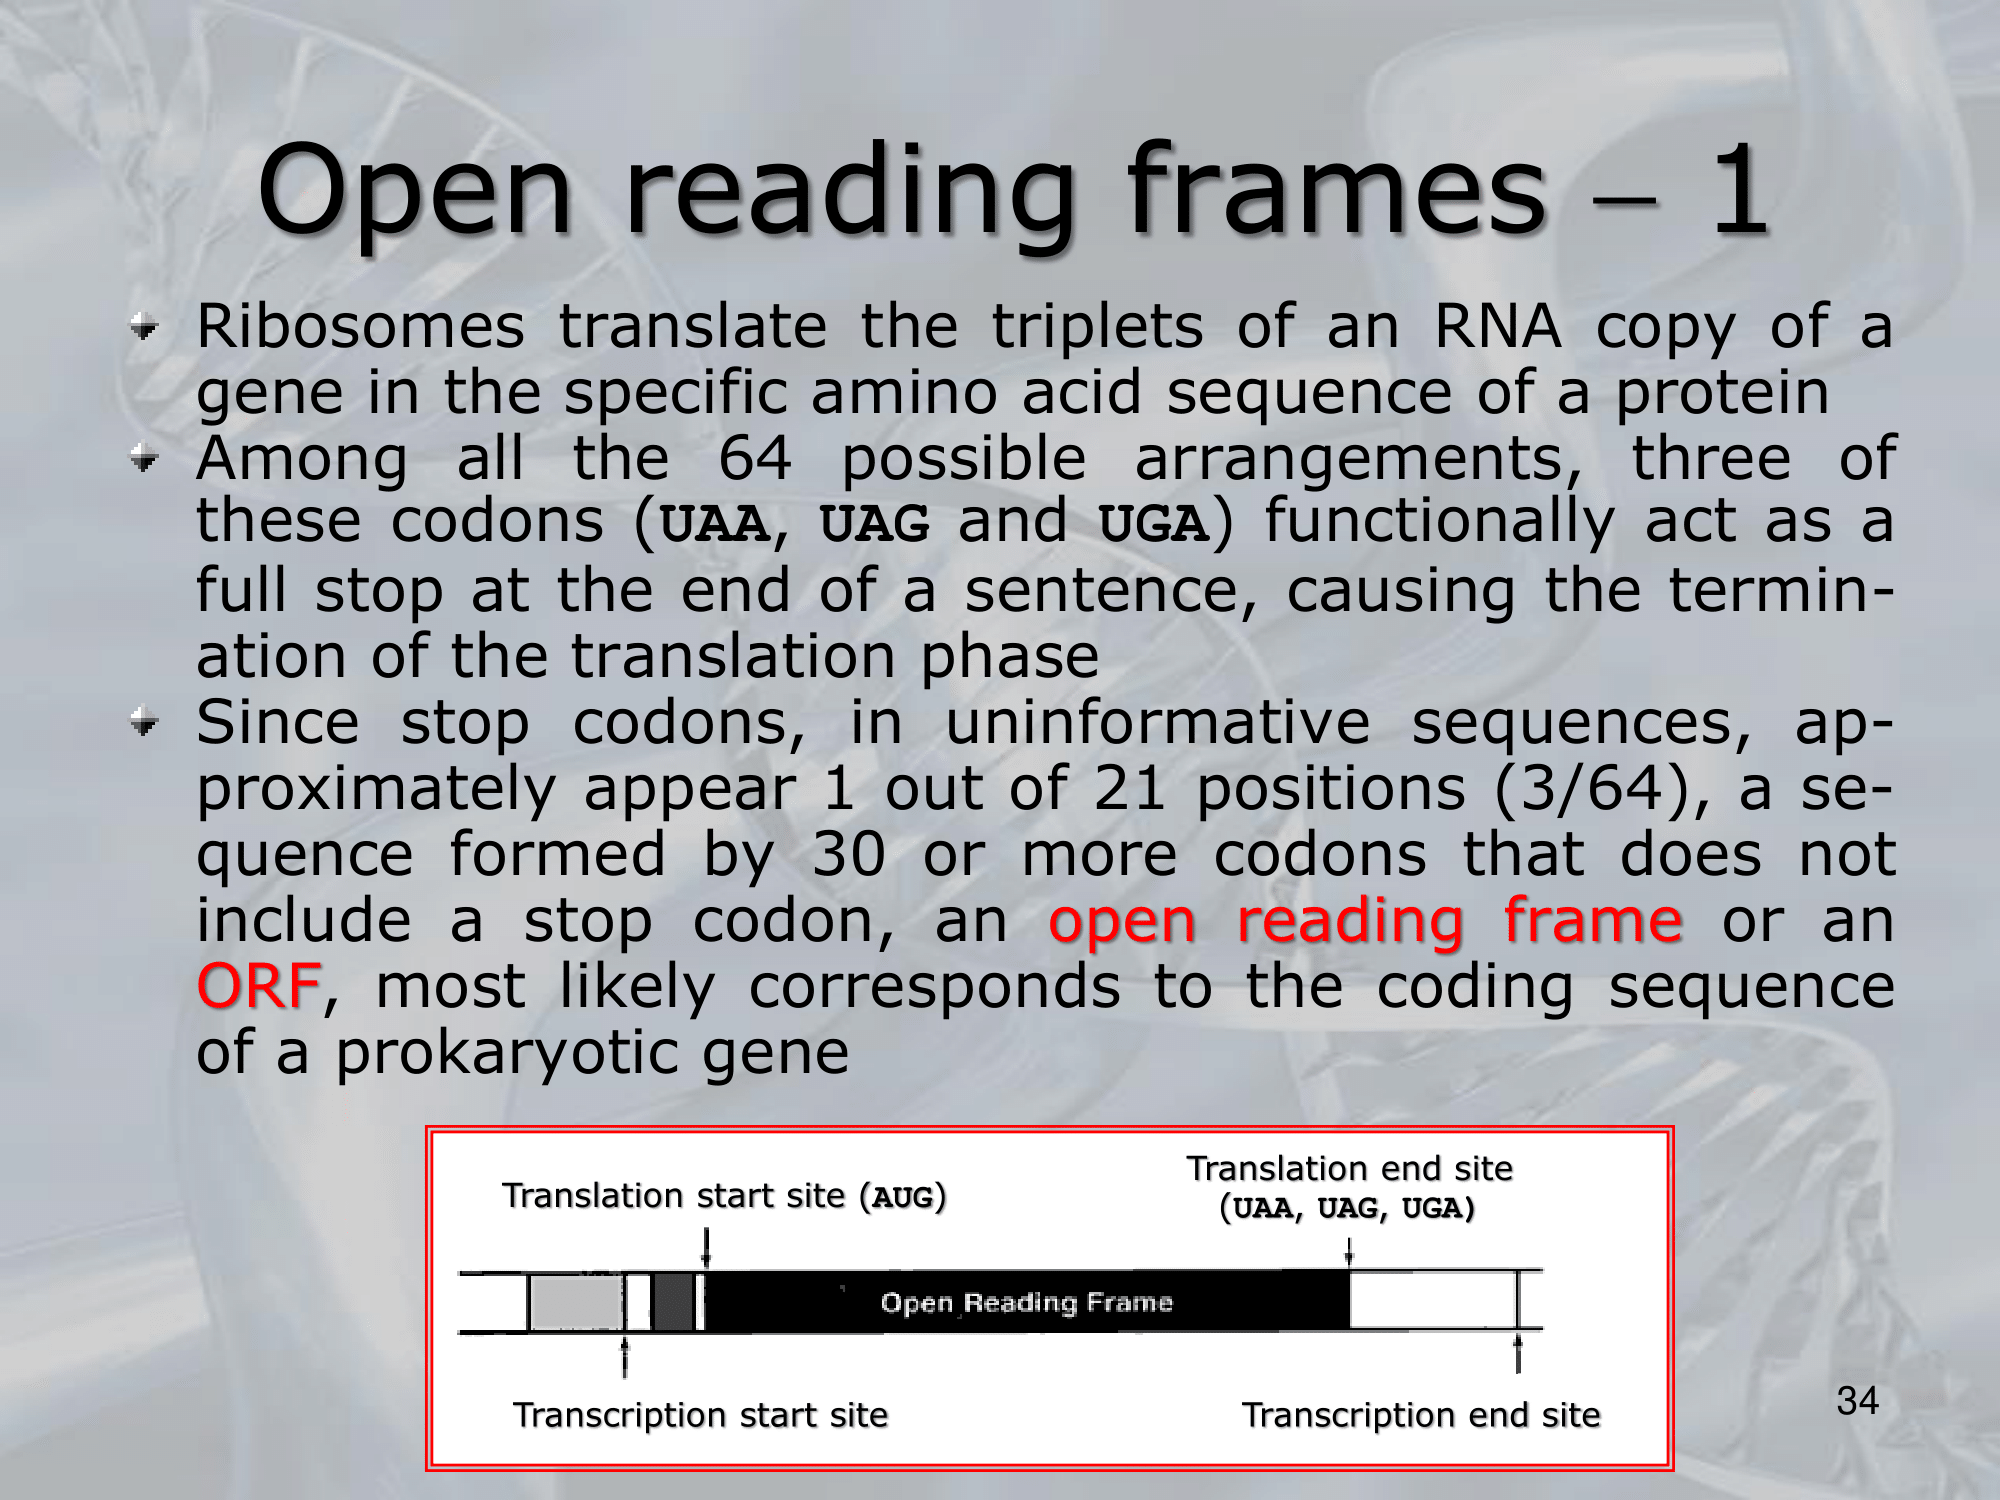 Open reading frames – 1
Ribosomes translate the triplets of an RNA copy of a
gene in the specific amino acid sequence of a protein
Among all the 64 possible arrangements, three of
these codons (UAA, UAG and UGA) functionally act as a
full stop at the end of a sentence, causing the termin-
ation of the translation phase
Since stop codons, in uninformative sequences, ap-
proximately appear 1 out of 21 positions (3/64), a se-
quence formed by 30 or more codons that does not
include a stop codon, an open reading frame or an
ORF, most likely corresponds to the coding sequence
of a prokaryotic gene
Translation start site (AUG)
Translation end site
(UAA, UAG, UGA)
Open Reading Frame
Transcription start site
Transcription end site
34